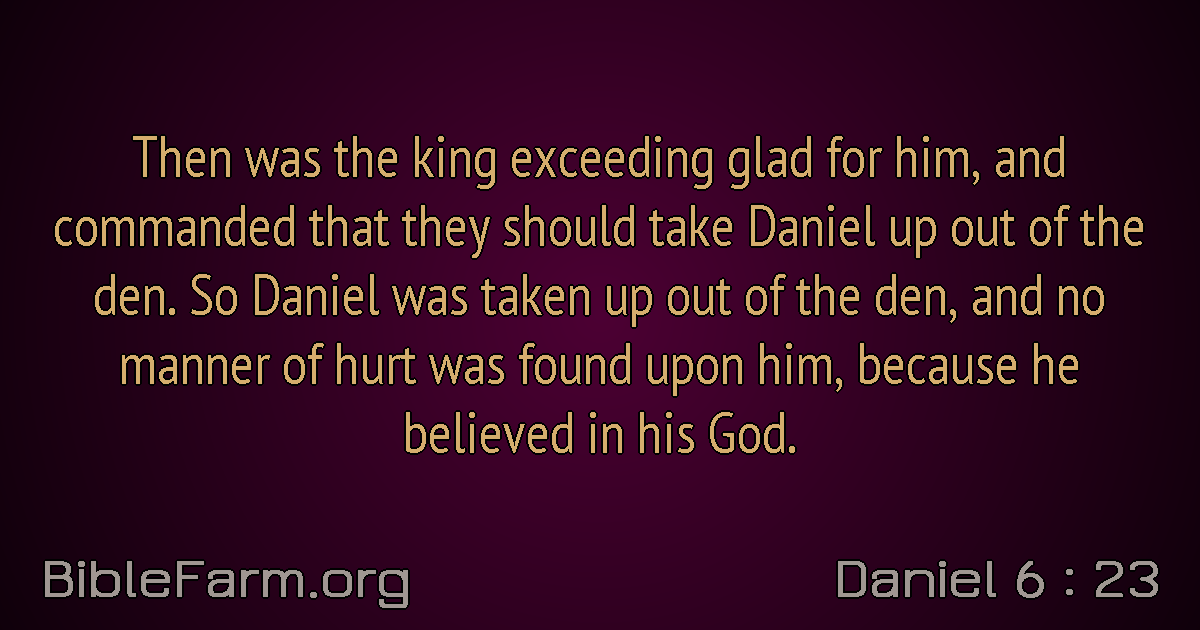 Then was the king exceeding glad for him, and
commanded that they should take Daniel up out of the
den. So Daniel was taken up out of the den, and no
manner of hurt was found upon him, because he
believed in his God.
BibleFarm.org
Daniel 6 : 23